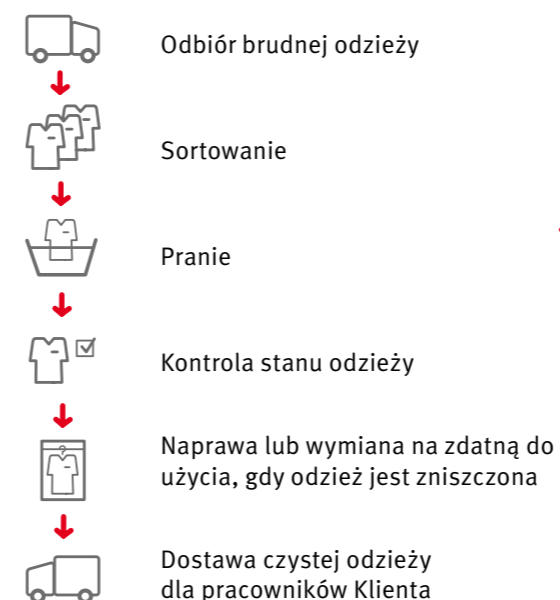 Odbiór brudnej odzieży
Sortowanie
Pranie
Kontrola stanu odzieży
Naprawa lub wymiana na zdatną do
użycia, gdy odzież jest zniszczona
Dostawa czystej odzieży
dla pracowników Klienta